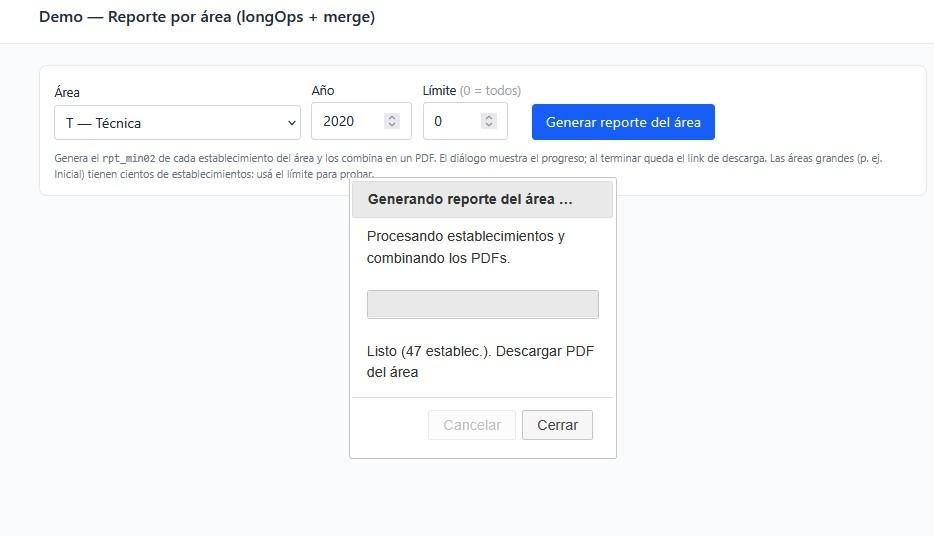 Demo — Reporte por área (longOps + merge)
Área
Año
Límite (0 = todos)
T — Técnica
2020
0
Generar reporte del área
Genera el rpt_min02 de cada establecimiento del área y los combina en un PDF. El diálogo muestra el progreso; al terminar queda el link de descarga. Las áreas grandes (p. ej.
Inicial) tienen cientos de establecimientos: usá el límite para probar.
Generando reporte del área ...
Procesando establecimientos y
combinando los PDFs.
Listo (47 establec.). Descargar PDF
del área
Cancelar
Cerrar